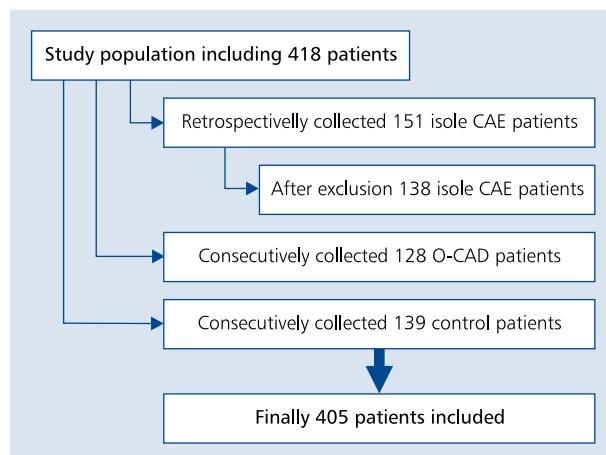 Study population including 418 patients
Retrospectivelly collected 151 isole CAE patients
After exclusion 138 isole CAE patients
Consecutively collected 128 O-CAD patients
Consecutively collected 139 control patients
Finally 405 patients included